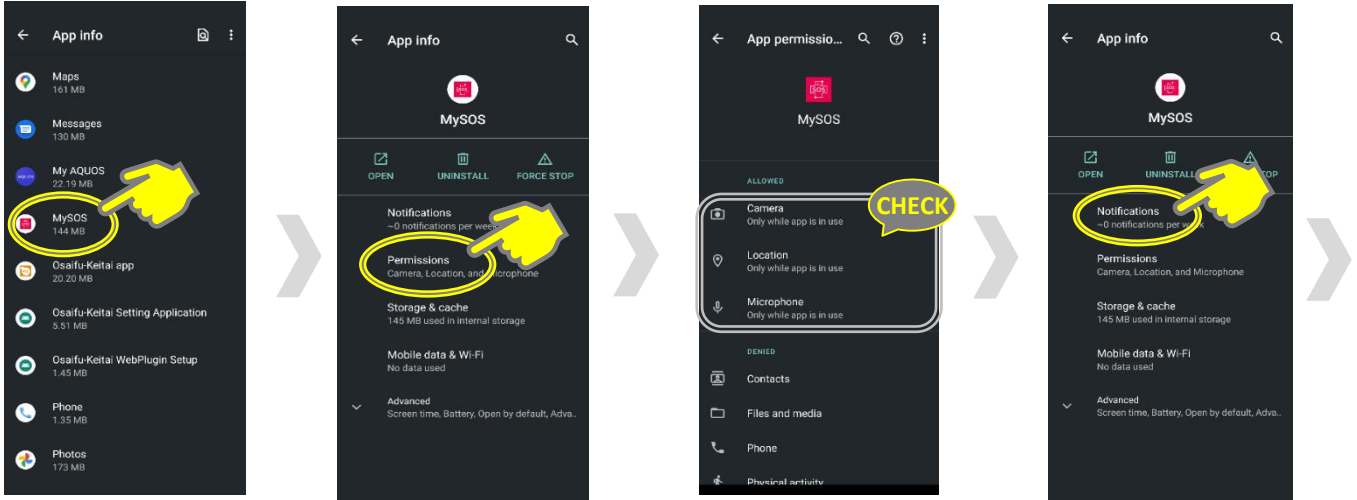 App info
Maps
161 MB
Messages
130 MB
My AQUOS
22.19 MB
MySOS
144 MB
Osaifu-Keitai app
20.20 MB
Osaifu-Keitai Setting Application
5.51 MB
Osaifu-Keitai WebPlugin Setup
1.45 MB
Phone
1.35 MB
Photos
173 MB
App info
MySOS
OPEN UNINSTALL FORCE STOP
Notifications
~0 notifications per week
Permissions
Camera, Location, and Microphone
Storage & cache
145 MB used in internal storage
Mobile data & Wi-Fi
No data used
Advanced
Screen time, Battery, Open by default, Adva..
App permissio...
SOS
MySOS
ALLOWED
Camera
Only while app is in use
CHECK
Location
Only while app is in use
Microphone
Only while app is in use
DENIED
Contacts
Files and media
Phone
Physical activity
App info
MySOS
OPEN UNINSTALL TOP
Notifications
~0 notifications per week
Permissions
Camera, Location, and Microphone
Storage & cache
145 MB used in internal storage
Mobile data & Wi-Fi
No data used
Advanced
Screen time, Battery, Open by default, Adva..